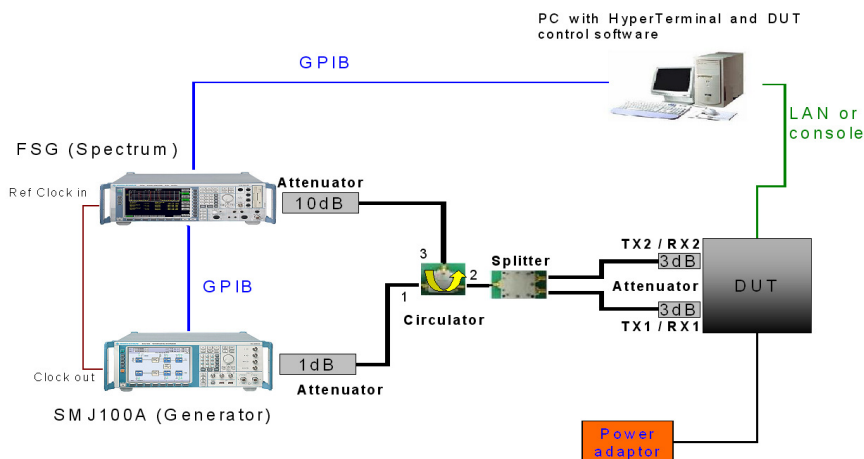 PC with HyperTerminal and DUT
control software
GPIB
LAN or
console
FSG (Spectrum)
Ref Clock in
Attenuator
10dB
TX2 / RX2
3dB
3
Splitter
2
1
GPIB
Attenuator
DUT
3dB
TX1 / RX1
Circulator
1dB
Clock out
Attenuator
SMJ100A (Generator)
Power
adaptor